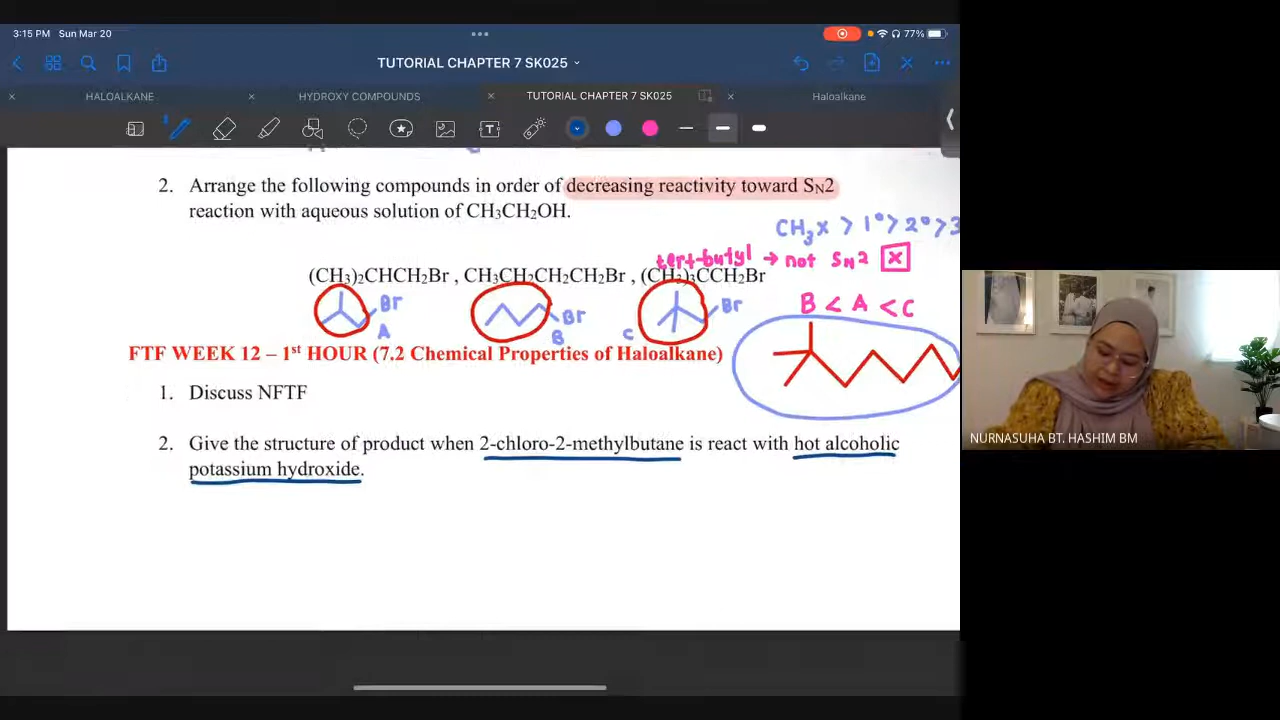 3:15 PM Sun Mar 20
77%
TUTORIAL CHAPTER 7 SK025
HALOALKANE
HYDROXY COMPOUNDS
TUTORIAL CHAPTER 7 SK025
Haloalkane
2. Arrange the following compounds in order of decreasing reactivity toward SN2
reaction with aqueous solution of CH3CH2OH.
CH3X > 1° > 2° > 3
tert-butyl → not SN2 X
(CH3)2CHCH2Br , CH3CH2CH2CH2Br , (CH3)3CCH2Br
Br
A
Br
B
Br
C
B < A < C
FTF WEEK 12 – 1st HOUR (7.2 Chemical Properties of Haloalkane)
1. Discuss NFTF
2. Give the structure of product when 2-chloro-2-methylbutane is react with hot alcoholic
potassium hydroxide.
NURNASUHA BT. HASHIM BM